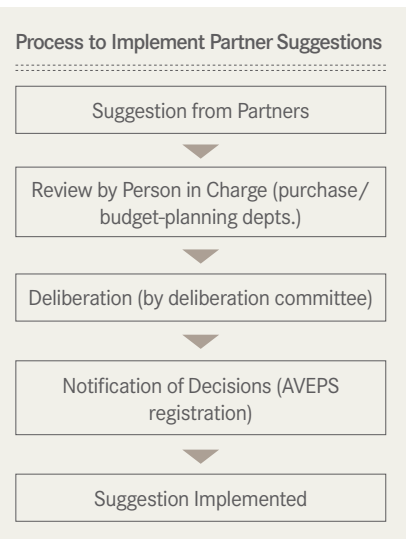 Process to Implement Partner Suggestions
Suggestion from Partners
Review by Person in Charge (purchase/
budget-planning depts.)
Deliberation (by deliberation committee)
Notification of Decisions (AVEPS
registration)
Suggestion Implemented